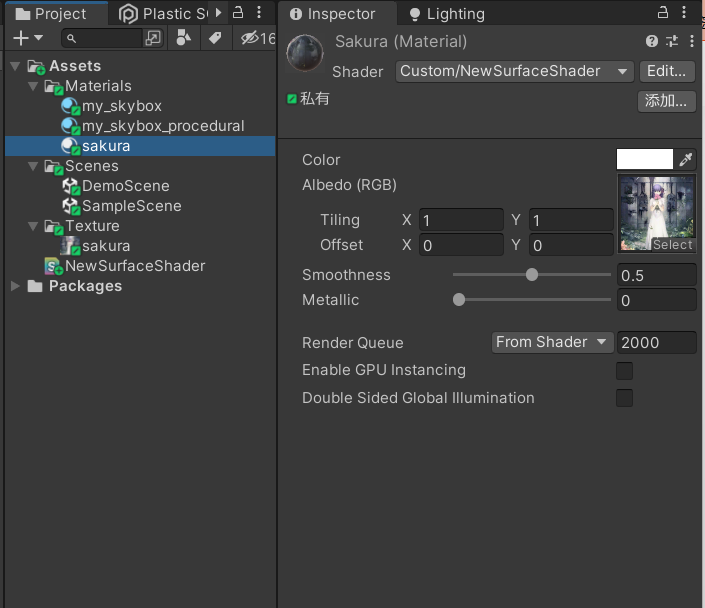 Project
Plastic S
16
Assets
Materials
my_skybox
my_skybox_procedural
sakura
Scenes
DemoScene
SampleScene
Texture
sakura
NewSurfaceShader
Packages
Inspector
Lighting
Sakura (Material)
Shader
Custom/NewSurfaceShader
Edit...
私有
添加...
Color
Albedo (RGB)
Tiling X 1 Y 1
Offset X 0 Y 0
Select
Smoothness 0.5
Metallic 0
Render Queue From Shader 2000
Enable GPU Instancing
Double Sided Global Illumination